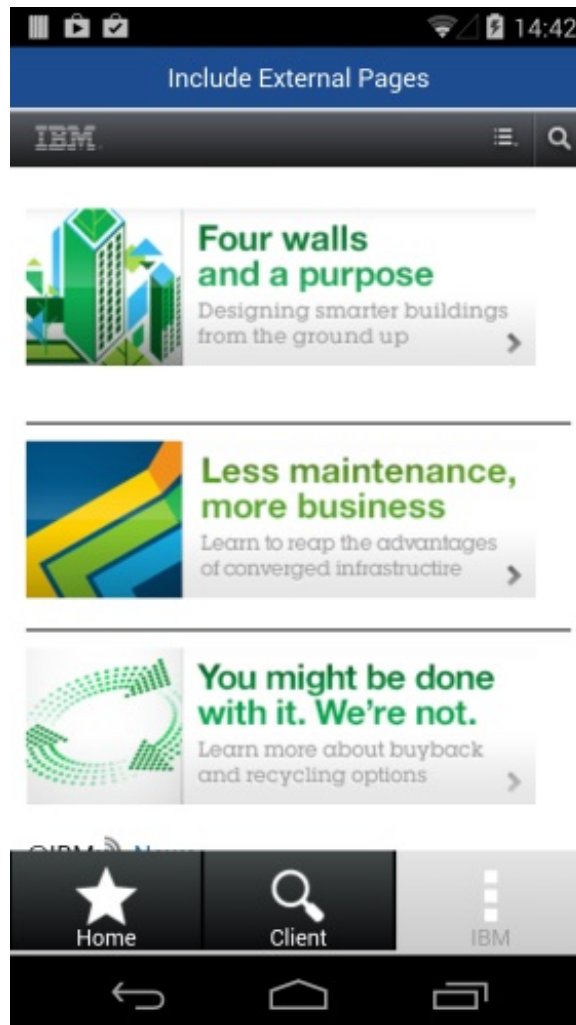 14:42
Include External Pages
IBM.
Four walls
and a purpose
Designing smarter buildings
from the ground up
Less maintenance,
more business
Learn to reap the advantages
of converged infrastructire
You might be done
with it. We're not.
Learn more about buyback
and recycling options
Home
Client
IBM